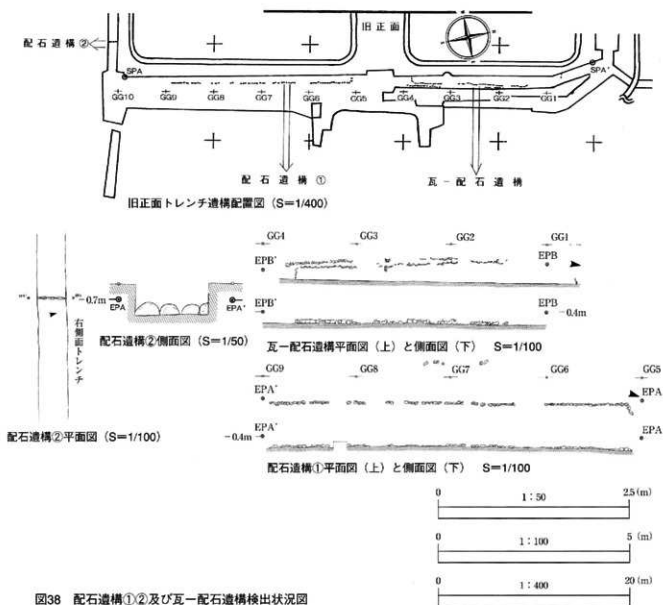 旧正面
配石遺構②
SPA
SPA'
GG10 GG9 GG8 GG7 GG6 GG5 GG4 GG3 GG2 GG1
配石遺構①
瓦ー配石遺構
旧正面トレンチ遺構配置図 (S=1/400)
GG4 GG3 GG2 GG1
EPB' EPB
EPB' EPB
-0.4m
瓦ー配石遺構平面図(上)と側面図(下) S=1/100
-0.7m
EPA EPA'
右側面トレンチ
配石遺構②側面図 (S=1/50)
配石遺構②平面図 (S=1/100)
GG9 GG8 GG7 GG6 GG5
EPA' EPA
EPA' EPA
-0.4m
配石遺構①平面図(上)と側面図(下) S=1/100
0 1:50 2.5(m)
0 1:100 5 (m)
0 1:400 20 (m)
図38 配石遺構①②及び瓦ー配石遺構検出状況図